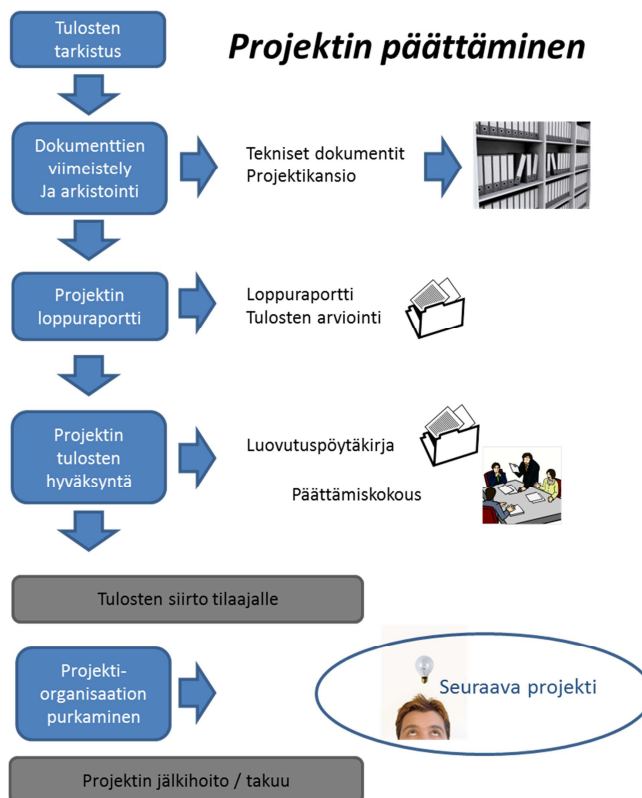 Tulosten
tarkistus
Projektin päättäminen
Dokumenttien
viimeistely
Ja arkistointi
Tekniset dokumentit
Projektikansio
Projektin
loppuraportti
Loppuraportti
Tulosten arviointi
Projektin
tulosten
hyväksyntä
Luovutuspöytäkirja
Päättämiskokous
Tulosten siirto tilaajalle
Projekti-
organisaation
purkaminen
Seuraava projekti
Projektin jälkihoito / takuu